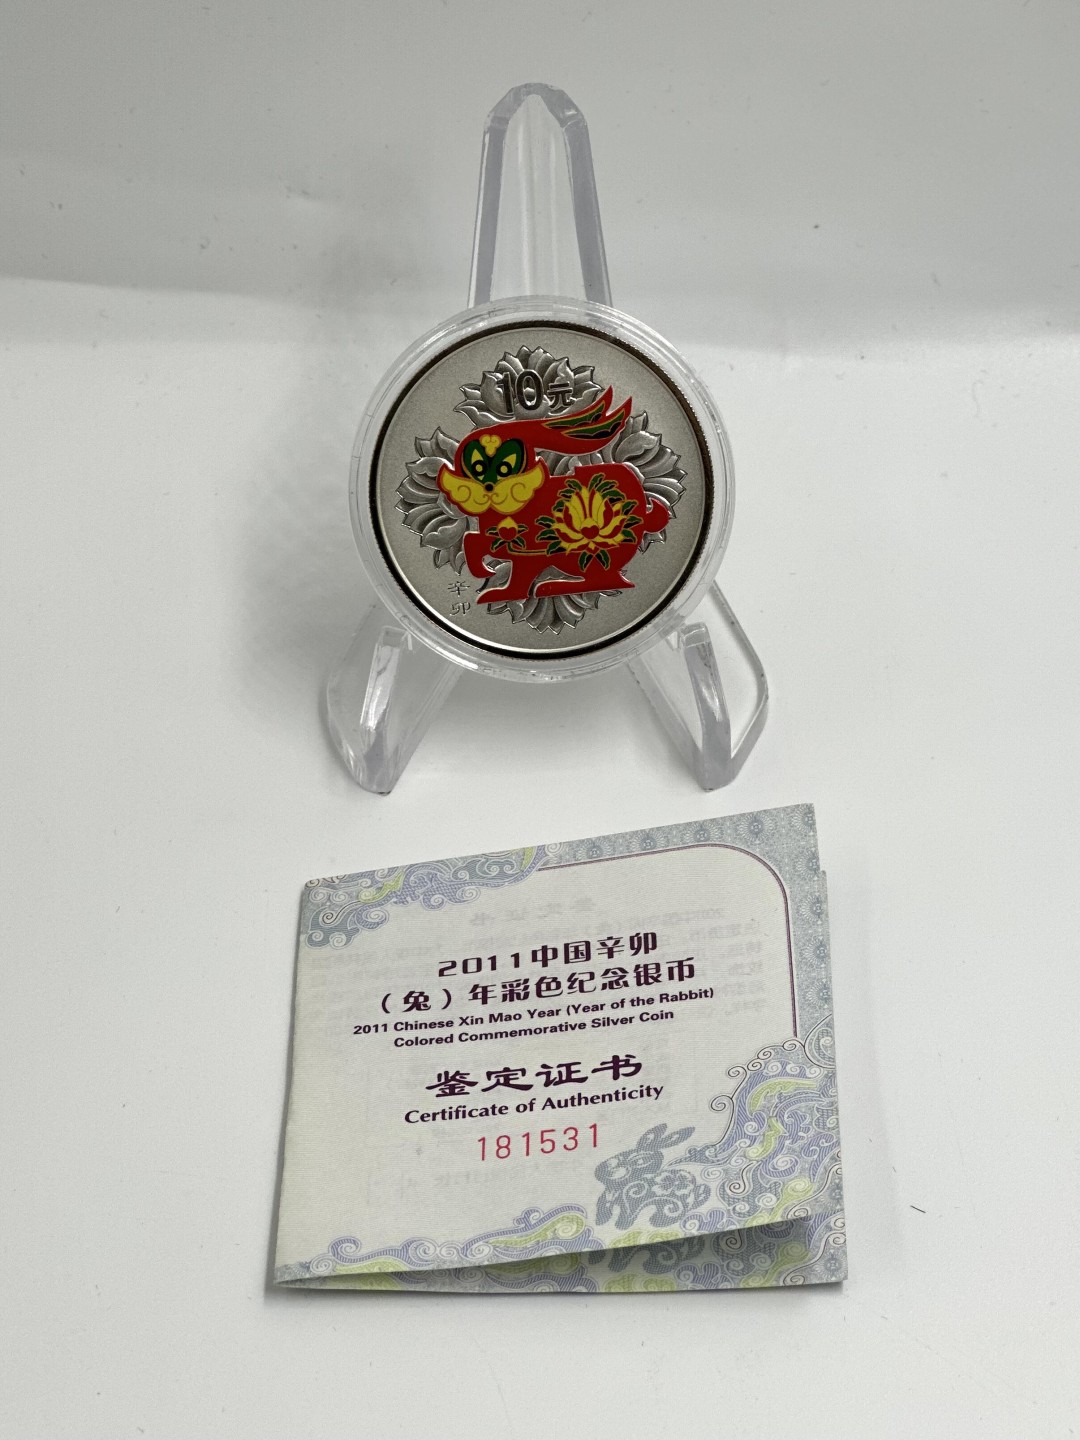 10元
辛
卯
2011中国辛卯
（兔）年彩色纪念银币
2011 Chinese Xin Mao Year (Year of the Rabbit)
Colored Commemorative Silver Coin
鉴定证书
Certificate of Authenticity
181531